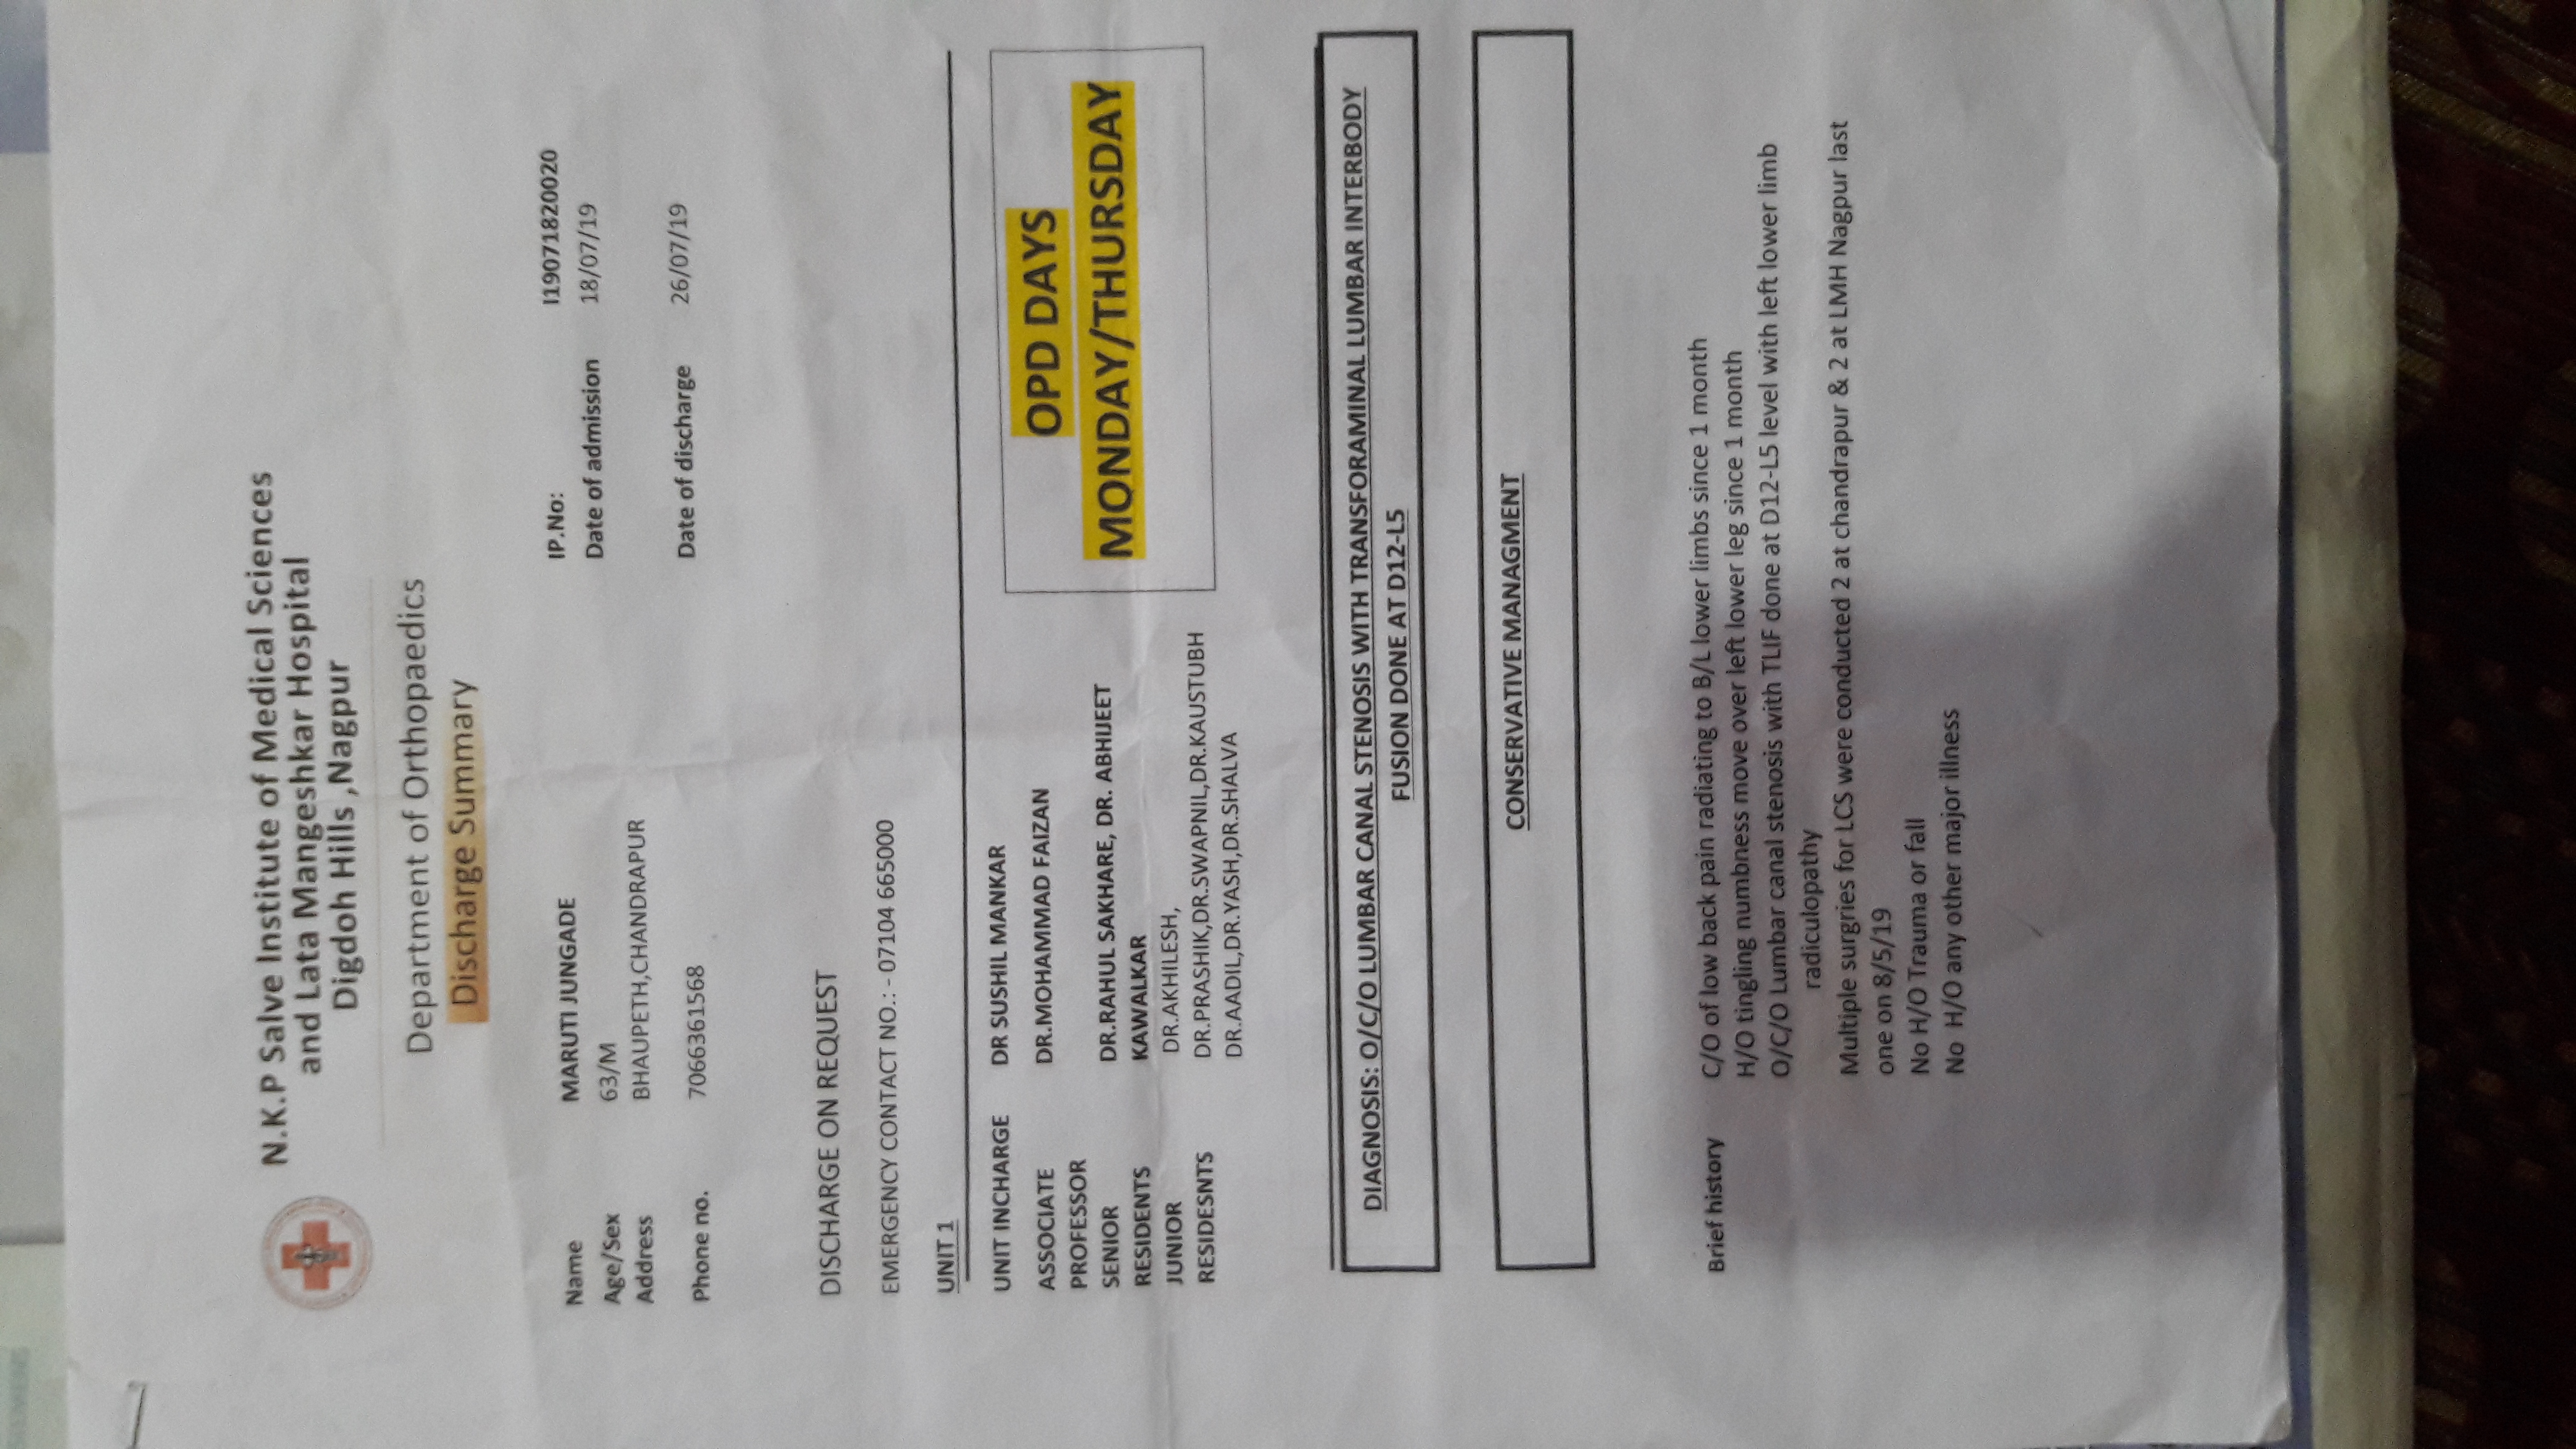 N.K.P Salve Institute of Medical Sciences
and Lata Mangeshkar Hospital
Digdoh Hills ,Nagpur
Department of Orthopaedics
Discharge Summary
Name MARUTI JUNGADE
Age/Sex 63/M
Address BHAUPETH,CHANDRAPUR
Phone no. 7066361568
IP.No: I19071820020
Date of admission 18/07/19
Date of discharge 26/07/19
DISCHARGE ON REQUEST
EMERGENCY CONTACT NO.: - 07104 665000
UNIT 1
UNIT INCHARGE DR SUSHIL MANKAR
ASSOCIATE DR.MOHAMMAD FAIZAN
PROFESSOR
SENIOR DR.RAHUL SAKHARE, DR. ABHIJEET
RESIDENTS KAWALKAR
JUNIOR DR.AKHILESH,
RESIDESNTS DR.PRASHIK,DR.SWAPNIL,DR.KAUSTUBH
DR.AADIL,DR.YASH,DR.SHALVA
OPD DAYS
MONDAY/THURSDAY
DIAGNOSIS: O/C/O LUMBAR CANAL STENOSIS WITH TRANSFORAMINAL LUMBAR INTERBODY
FUSION DONE AT D12-L5
CONSERVATIVE MANAGMENT
Brief history C/O of low back pain radiating to B/L lower limbs since 1 month
H/O tingling numbness move over left lower leg since 1 month
O/C/O Lumbar canal stenosis with TLIF done at D12-L5 level with left lower limb
radiculopathy
Multiple surgries for LCS were conducted 2 at chandrapur & 2 at LMH Nagpur last
one on 8/5/19
No H/O Trauma or fall
No H/O any other major illness